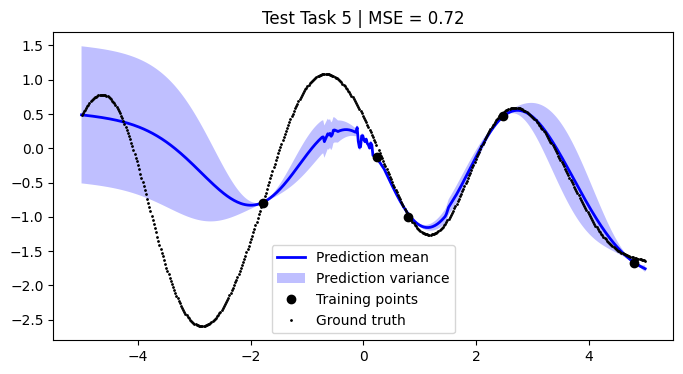 Test Task 5 | MSE = 0.72
1.5
1.0
0.5
0.0
−0.5
−1.0
−1.5
−2.0
−2.5
Prediction mean
Prediction variance
Training points
Ground truth
−4
−2
0
2
4